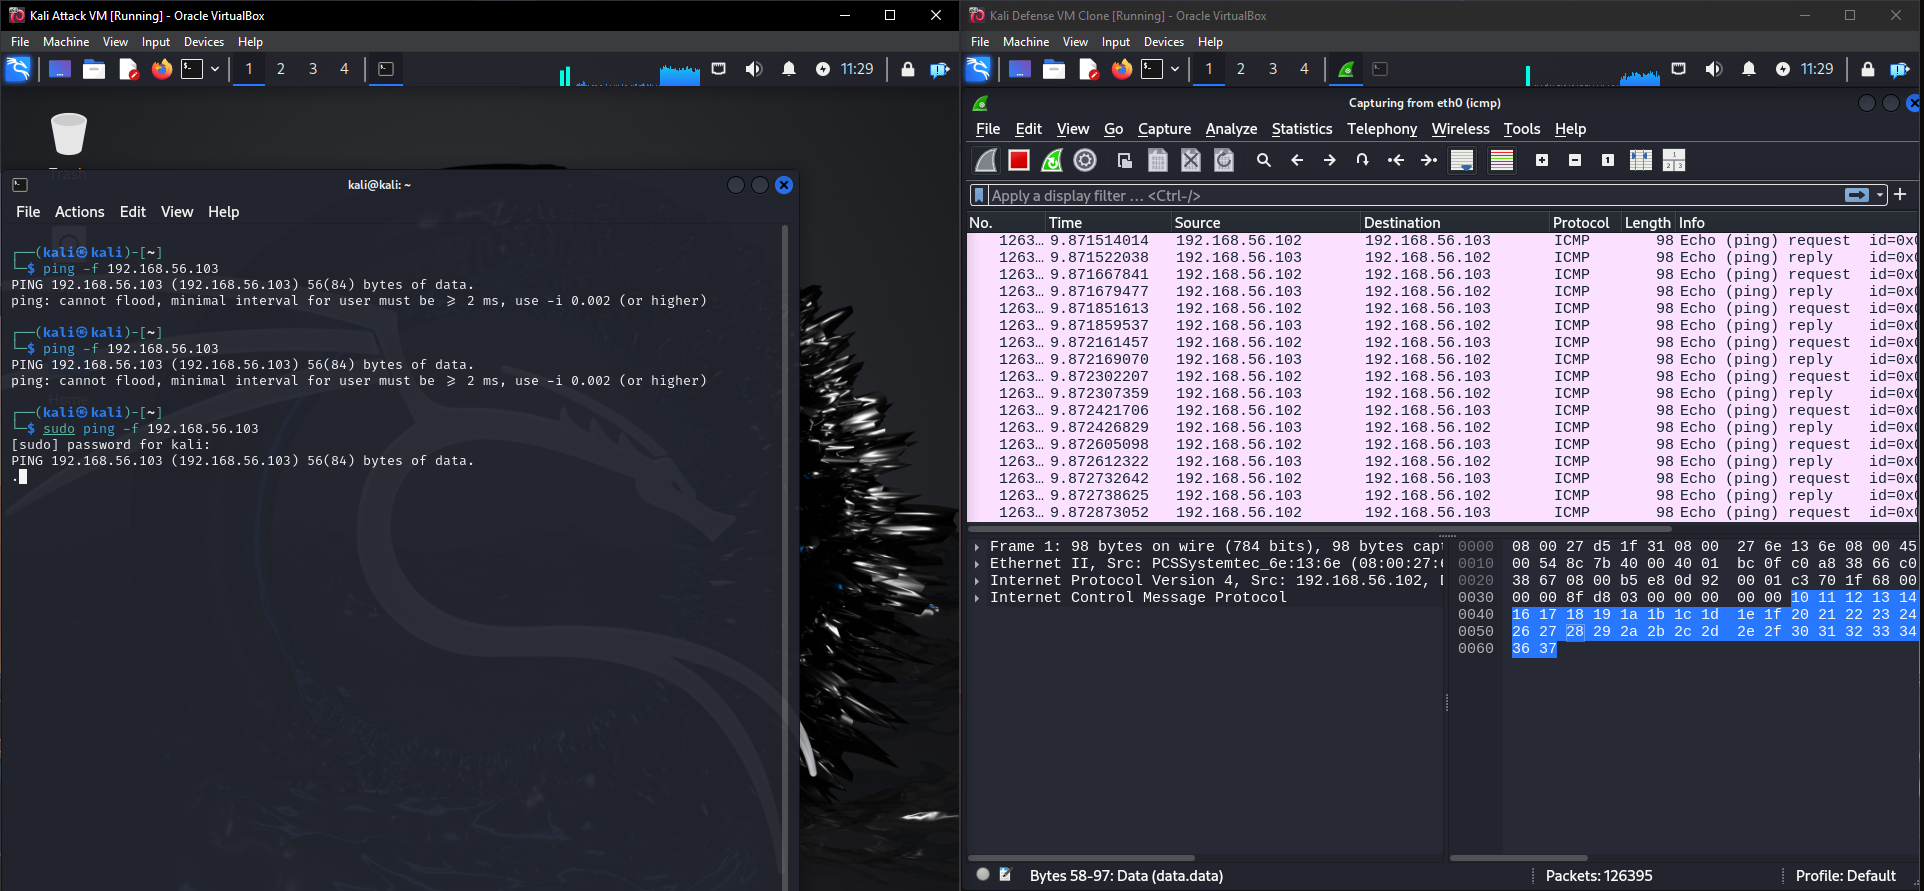 Kali Attack VM [Running] - Oracle VirtualBox
File Machine View Input Devices Help
1 2 3 4 11:29
Trash
kali@kali: ~
File Actions Edit View Help
┌──(kali㉿kali)-[~]
└─$ ping -f 192.168.56.103
PING 192.168.56.103 (192.168.56.103) 56(84) bytes of data.
ping: cannot flood, minimal interval for user must be ≥ 2 ms, use -i 0.002 (or higher)
┌──(kali㉿kali)-[~]
└─$ ping -f 192.168.56.103
PING 192.168.56.103 (192.168.56.103) 56(84) bytes of data.
ping: cannot flood, minimal interval for user must be ≥ 2 ms, use -i 0.002 (or higher)
Home
┌──(kali㉿kali)-[~]
└─$ sudo ping -f 192.168.56.103
[sudo] password for kali:
PING 192.168.56.103 (192.168.56.103) 56(84) bytes of data.
.
Kali Defense VM Clone [Running] - Oracle VirtualBox
File Machine View Input Devices Help
1 2 3 4 11:29
Capturing from eth0 (icmp)
File Edit View Go Capture Analyze Statistics Telephony Wireless Tools Help
Apply a display filter … <Ctrl-/>
No. Time Source Destination Protocol Length Info
1263… 9.871514014 192.168.56.102 192.168.56.103 ICMP 98 Echo (ping) request id=0x0
1263… 9.871522038 192.168.56.103 192.168.56.102 ICMP 98 Echo (ping) reply id=0x0
1263… 9.871667841 192.168.56.102 192.168.56.103 ICMP 98 Echo (ping) request id=0x0
1263… 9.871679477 192.168.56.103 192.168.56.102 ICMP 98 Echo (ping) reply id=0x0
1263… 9.871851613 192.168.56.102 192.168.56.103 ICMP 98 Echo (ping) request id=0x0
1263… 9.871859537 192.168.56.103 192.168.56.102 ICMP 98 Echo (ping) reply id=0x0
1263… 9.872161457 192.168.56.102 192.168.56.103 ICMP 98 Echo (ping) request id=0x0
1263… 9.872169070 192.168.56.103 192.168.56.102 ICMP 98 Echo (ping) reply id=0x0
1263… 9.872302207 192.168.56.102 192.168.56.103 ICMP 98 Echo (ping) request id=0x0
1263… 9.872307359 192.168.56.103 192.168.56.102 ICMP 98 Echo (ping) reply id=0x0
1263… 9.872421706 192.168.56.102 192.168.56.103 ICMP 98 Echo (ping) request id=0x0
1263… 9.872426829 192.168.56.103 192.168.56.102 ICMP 98 Echo (ping) reply id=0x0
1263… 9.872605098 192.168.56.102 192.168.56.103 ICMP 98 Echo (ping) request id=0x0
1263… 9.872612322 192.168.56.103 192.168.56.102 ICMP 98 Echo (ping) reply id=0x0
1263… 9.872732642 192.168.56.102 192.168.56.103 ICMP 98 Echo (ping) request id=0x0
1263… 9.872738625 192.168.56.103 192.168.56.102 ICMP 98 Echo (ping) reply id=0x0
1263… 9.872873052 192.168.56.102 192.168.56.103 ICMP 98 Echo (ping) request id=0x0
Frame 1: 98 bytes on wire (784 bits), 98 bytes capt
Ethernet II, Src: PCSSystemtec_6e:13:6e (08:00:27:6
Internet Protocol Version 4, Src: 192.168.56.102, D
Internet Control Message Protocol
0000 08 00 27 d5 1f 31 08 00 27 6e 13 6e 08 00 45
0010 00 54 8c 7b 40 00 40 01 bc 0f c0 a8 38 66 c0
0020 38 67 08 00 b5 e8 0d 92 00 01 c3 70 1f 68 00
0030 00 00 8f d8 03 00 00 00 00 00 10 11 12 13 14
0040 16 17 18 19 1a 1b 1c 1d 1e 1f 20 21 22 23 24
0050 26 27 28 29 2a 2b 2c 2d 2e 2f 30 31 32 33 34
0060 36 37
Bytes 58-97: Data (data.data) Packets: 126395 Profile: Default